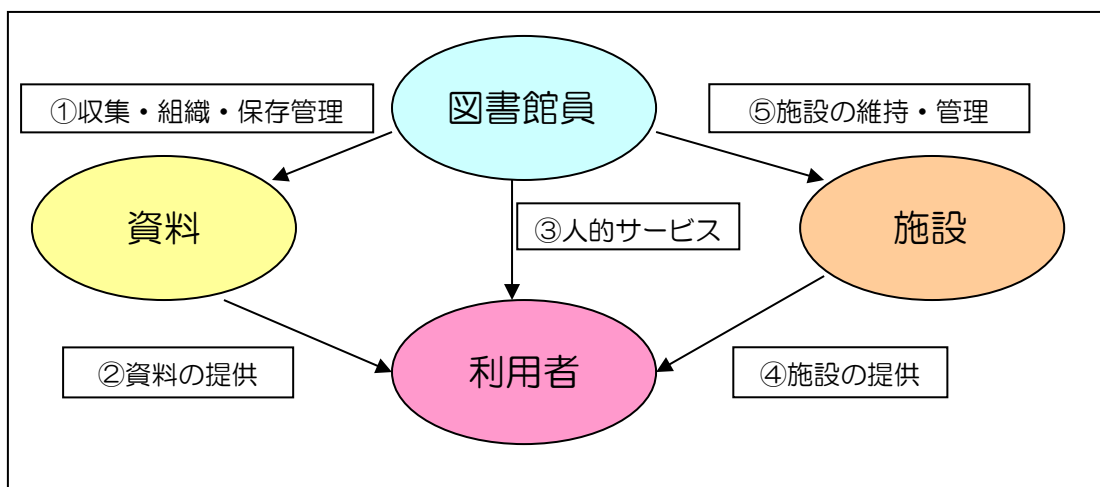 図書館員
①収集・組織・保存管理
⑤施設の維持・管理
資料
③人的サービス
施設
②資料の提供
利用者
④施設の提供